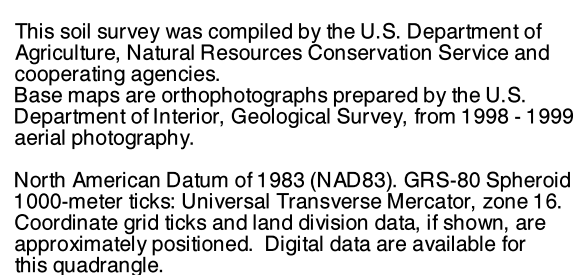 This soil survey was compiled by the U.S. Department of
Agriculture, Natural Resources Conservation Service and
cooperating agencies.
Base maps are orthophotographs prepared by the U.S.
Department of Interior, Geological Survey, from 1998 - 1999
aerial photography.

North American Datum of 1983 (NAD83). GRS-80 Spheroid
1000-meter ticks: Universal Transverse Mercator, zone 16.
Coordinate grid ticks and land division data, if shown, are
approximately positioned.  Digital data are available for
this quadrangle.